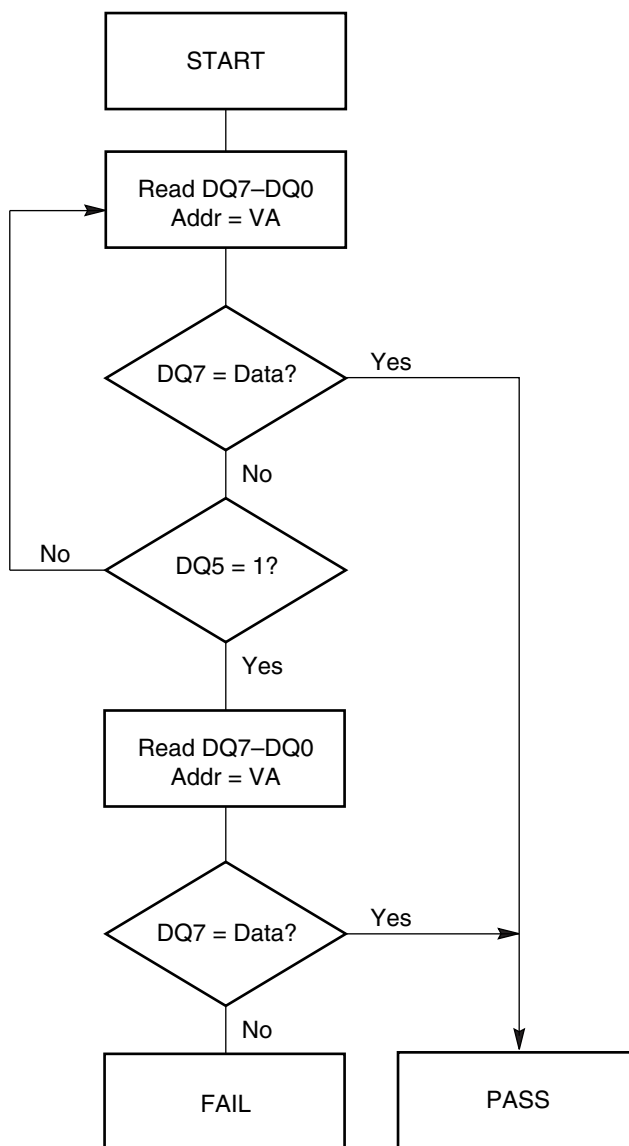 START
Read DQ7–DQ0
Addr = VA
DQ7 = Data?
Yes
No
DQ5 = 1?
No
Yes
Read DQ7–DQ0
Addr = VA
DQ7 = Data?
Yes
No
FAIL
PASS